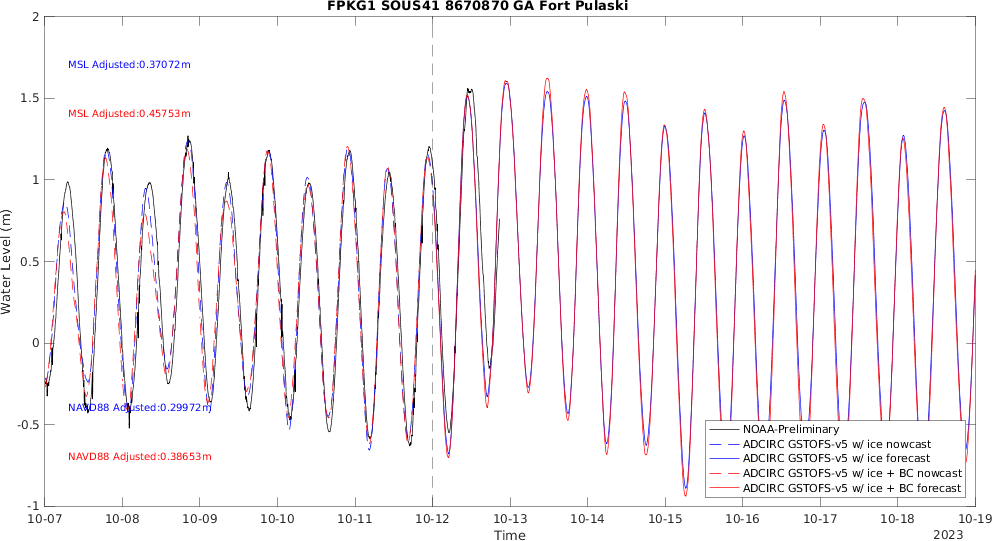 FPKG1 SOUS41 8670870 GA Fort Pulaski
2
1.5
1
0.5
0
-0.5
-1
Water Level (m)
MSL Adjusted:0.37072m
MSL Adjusted:0.45753m
NAVD88 Adjusted:0.29972m
NAVD88 Adjusted:0.38653m
NOAA-Preliminary
ADCIRC GSTOFS-v5 w/ ice nowcast
ADCIRC GSTOFS-v5 w/ ice forecast
ADCIRC GSTOFS-v5 w/ ice + BC nowcast
ADCIRC GSTOFS-v5 w/ ice + BC forecast
10-07 10-08 10-09 10-10 10-11 10-12 10-13 10-14 10-15 10-16 10-17 10-18 10-19
Time
2023